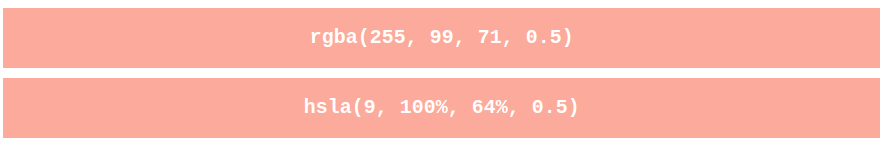 rgba(255, 99, 71, 0.5)
hsla(9, 100%, 64%, 0.5)